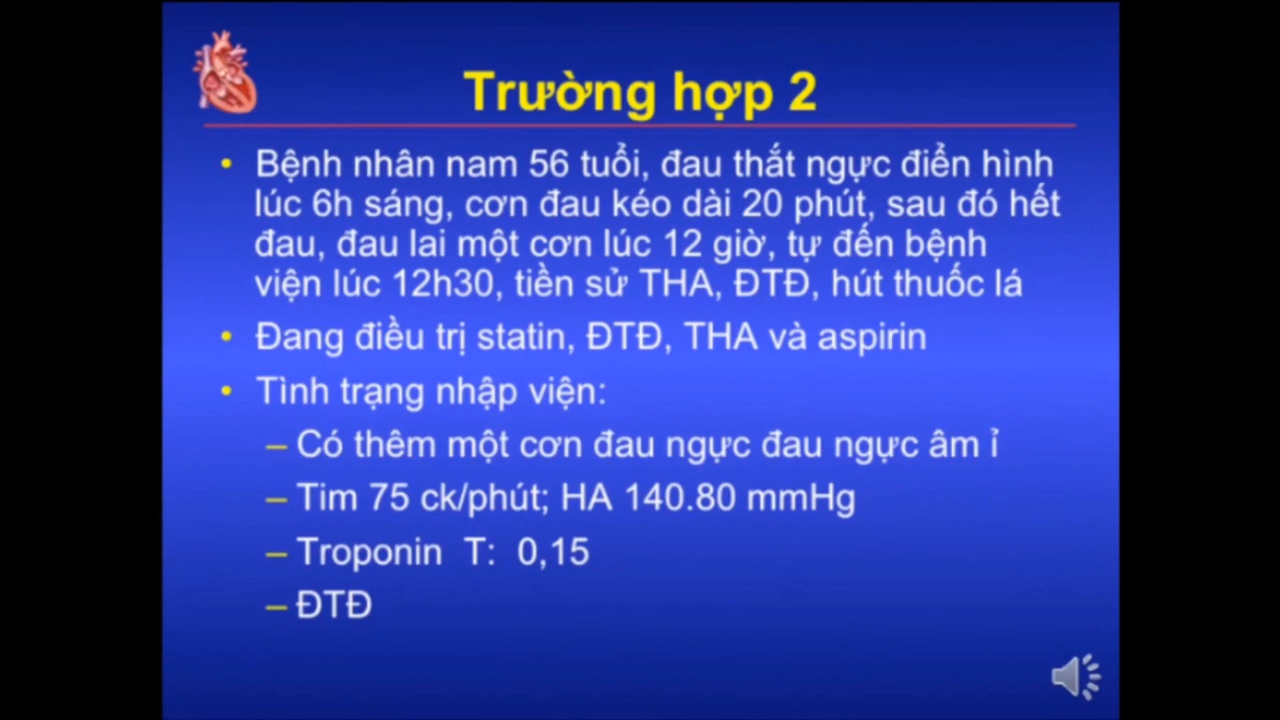 Trường hợp 2
• Bệnh nhân nam 56 tuổi, đau thắt ngực điển hình
lúc 6h sáng, cơn đau kéo dài 20 phút, sau đó hết
đau, đau lai một cơn lúc 12 giờ, tự đến bệnh
viện lúc 12h30, tiền sử THA, ĐTĐ, hút thuốc lá
• Đang điều trị statin, ĐTĐ, THA và aspirin
• Tình trạng nhập viện:
– Có thêm một cơn đau ngực đau ngực âm ỉ
– Tim 75 ck/phút; HA 140.80 mmHg
– Troponin T: 0,15
– ĐTĐ